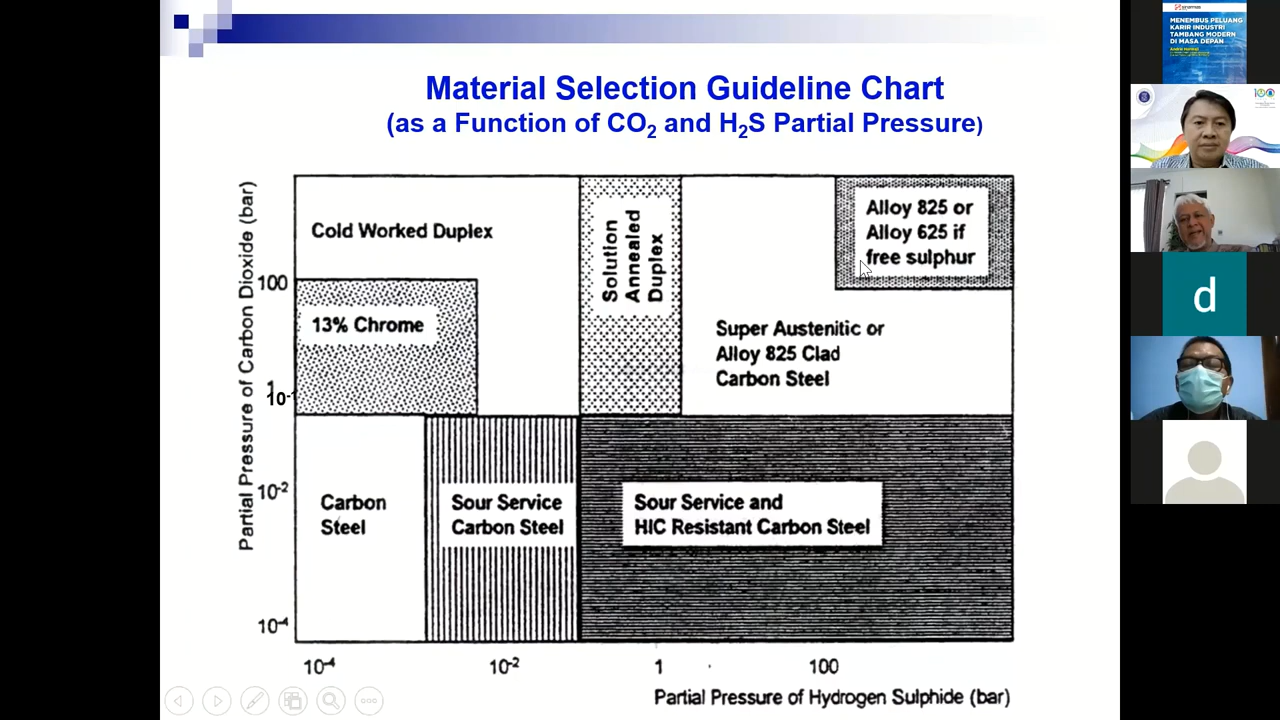 Material Selection Guideline Chart
(as a Function of CO₂ and H₂S Partial Pressure)
Partial Pressure of Carbon Dioxide (bar)
100
10⁻¹
10⁻²
10⁻⁴
Cold Worked Duplex
13% Chrome
Solution
Annealed
Duplex
Alloy 825 or
Alloy 625 if
free sulphur
Super Austenitic or
Alloy 825 Clad
Carbon Steel
Carbon
Steel
Sour Service
Carbon Steel
Sour Service and
HIC Resistant Carbon Steel
10⁻⁴
10⁻²
1
100
Partial Pressure of Hydrogen Sulphide (bar)
MENEMBUS PELUANG
KARIR INDUSTRI
TAMBANG MODERN
DI MASA DEPAN
d